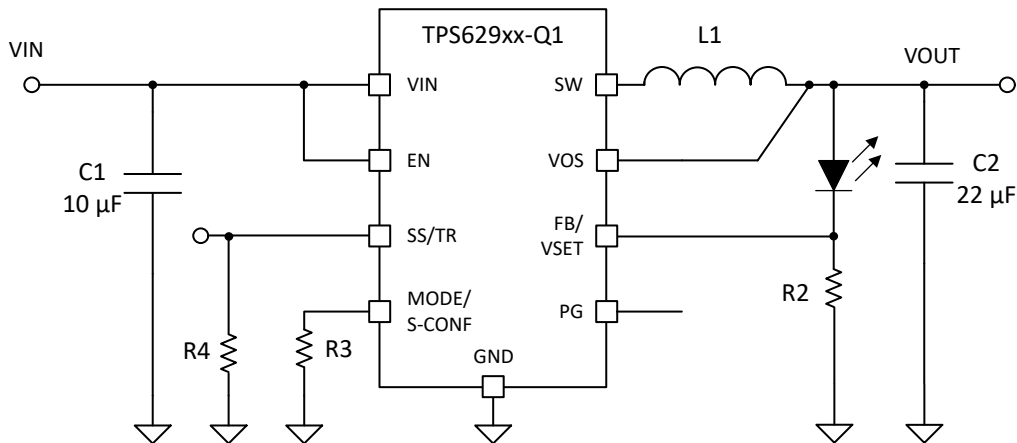 TPS629xx-Q1
L1
VIN
VOUT
VIN
SW
EN
VOS
C1
10 µF
C2
22 µF
SS/TR
FB/
VSET
R2
MODE/
S-CONF
PG
R4
R3
GND